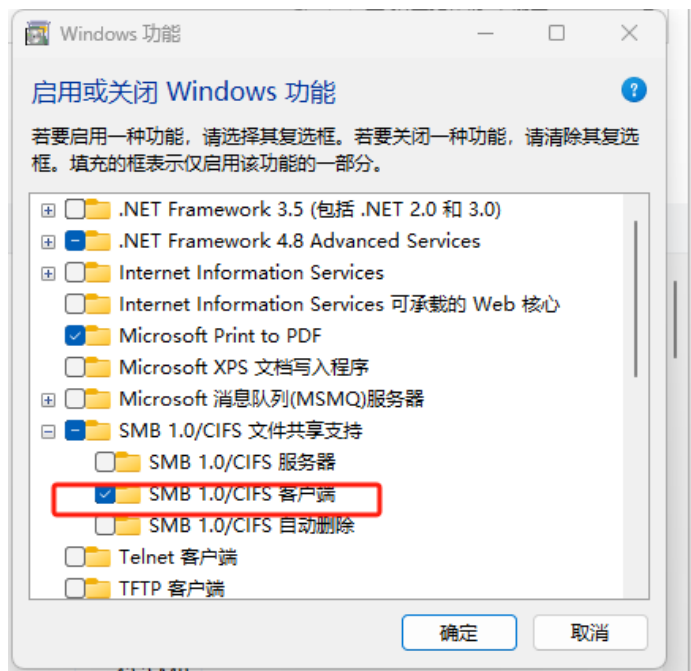 Windows 功能
启用或关闭 Windows 功能
若要启用一种功能，请选择其复选框。若要关闭一种功能，请清除其复选
框。填充的框表示仅启用该功能的一部分。
.NET Framework 3.5 (包括 .NET 2.0 和 3.0)
.NET Framework 4.8 Advanced Services
Internet Information Services
Internet Information Services 可承载的 Web 核心
Microsoft Print to PDF
Microsoft XPS 文档写入程序
Microsoft 消息队列(MSMQ)服务器
SMB 1.0/CIFS 文件共享支持
SMB 1.0/CIFS 服务器
SMB 1.0/CIFS 客户端
SMB 1.0/CIFS 自动删除
Telnet 客户端
TFTP 客户端
确定 取消